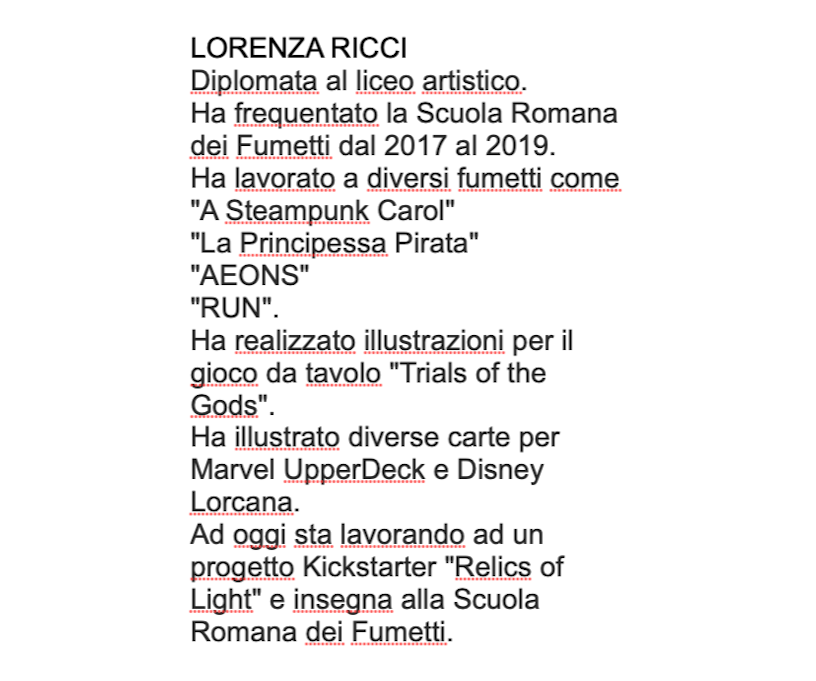 LORENZA RICCI
Diplomata al liceo artistico.
Ha frequentato la Scuola Romana
dei Fumetti dal 2017 al 2019.
Ha lavorato a diversi fumetti come
"A Steampunk Carol"
"La Principessa Pirata"
"AEONS"
"RUN".
Ha realizzato illustrazioni per il
gioco da tavolo "Trials of the
Gods".
Ha illustrato diverse carte per
Marvel UpperDeck e Disney
Lorcana.
Ad oggi sta lavorando ad un
progetto Kickstarter "Relics of
Light" e insegna alla Scuola
Romana dei Fumetti.